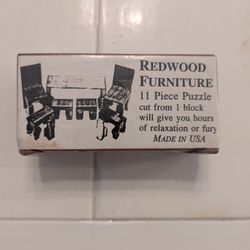 REDWOOD
FURNITURE
11 Piece Puzzle
cut from 1 block
will give you hours
of relaxation or fury
MADE IN USA